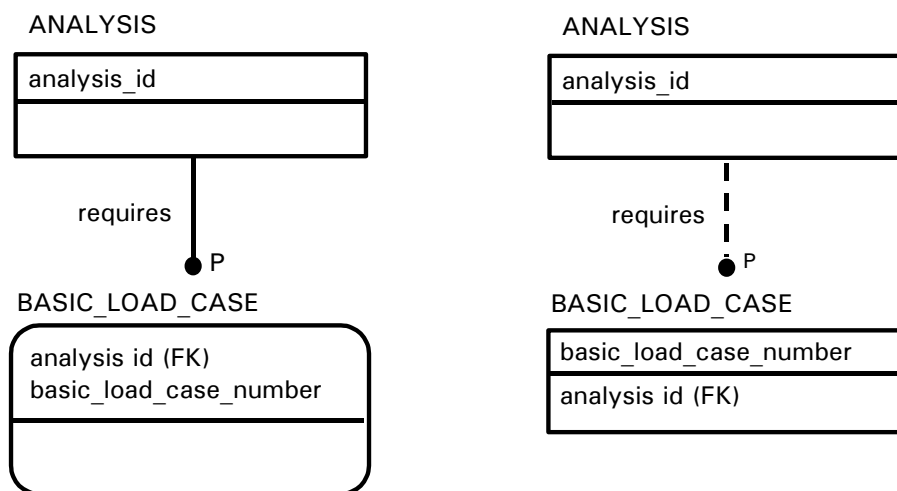 ANALYSIS
analysis_id
requires
P
BASIC_LOAD_CASE
analysis id (FK)
basic_load_case_number
ANALYSIS
analysis_id
requires
P
BASIC_LOAD_CASE
basic_load_case_number
analysis id (FK)